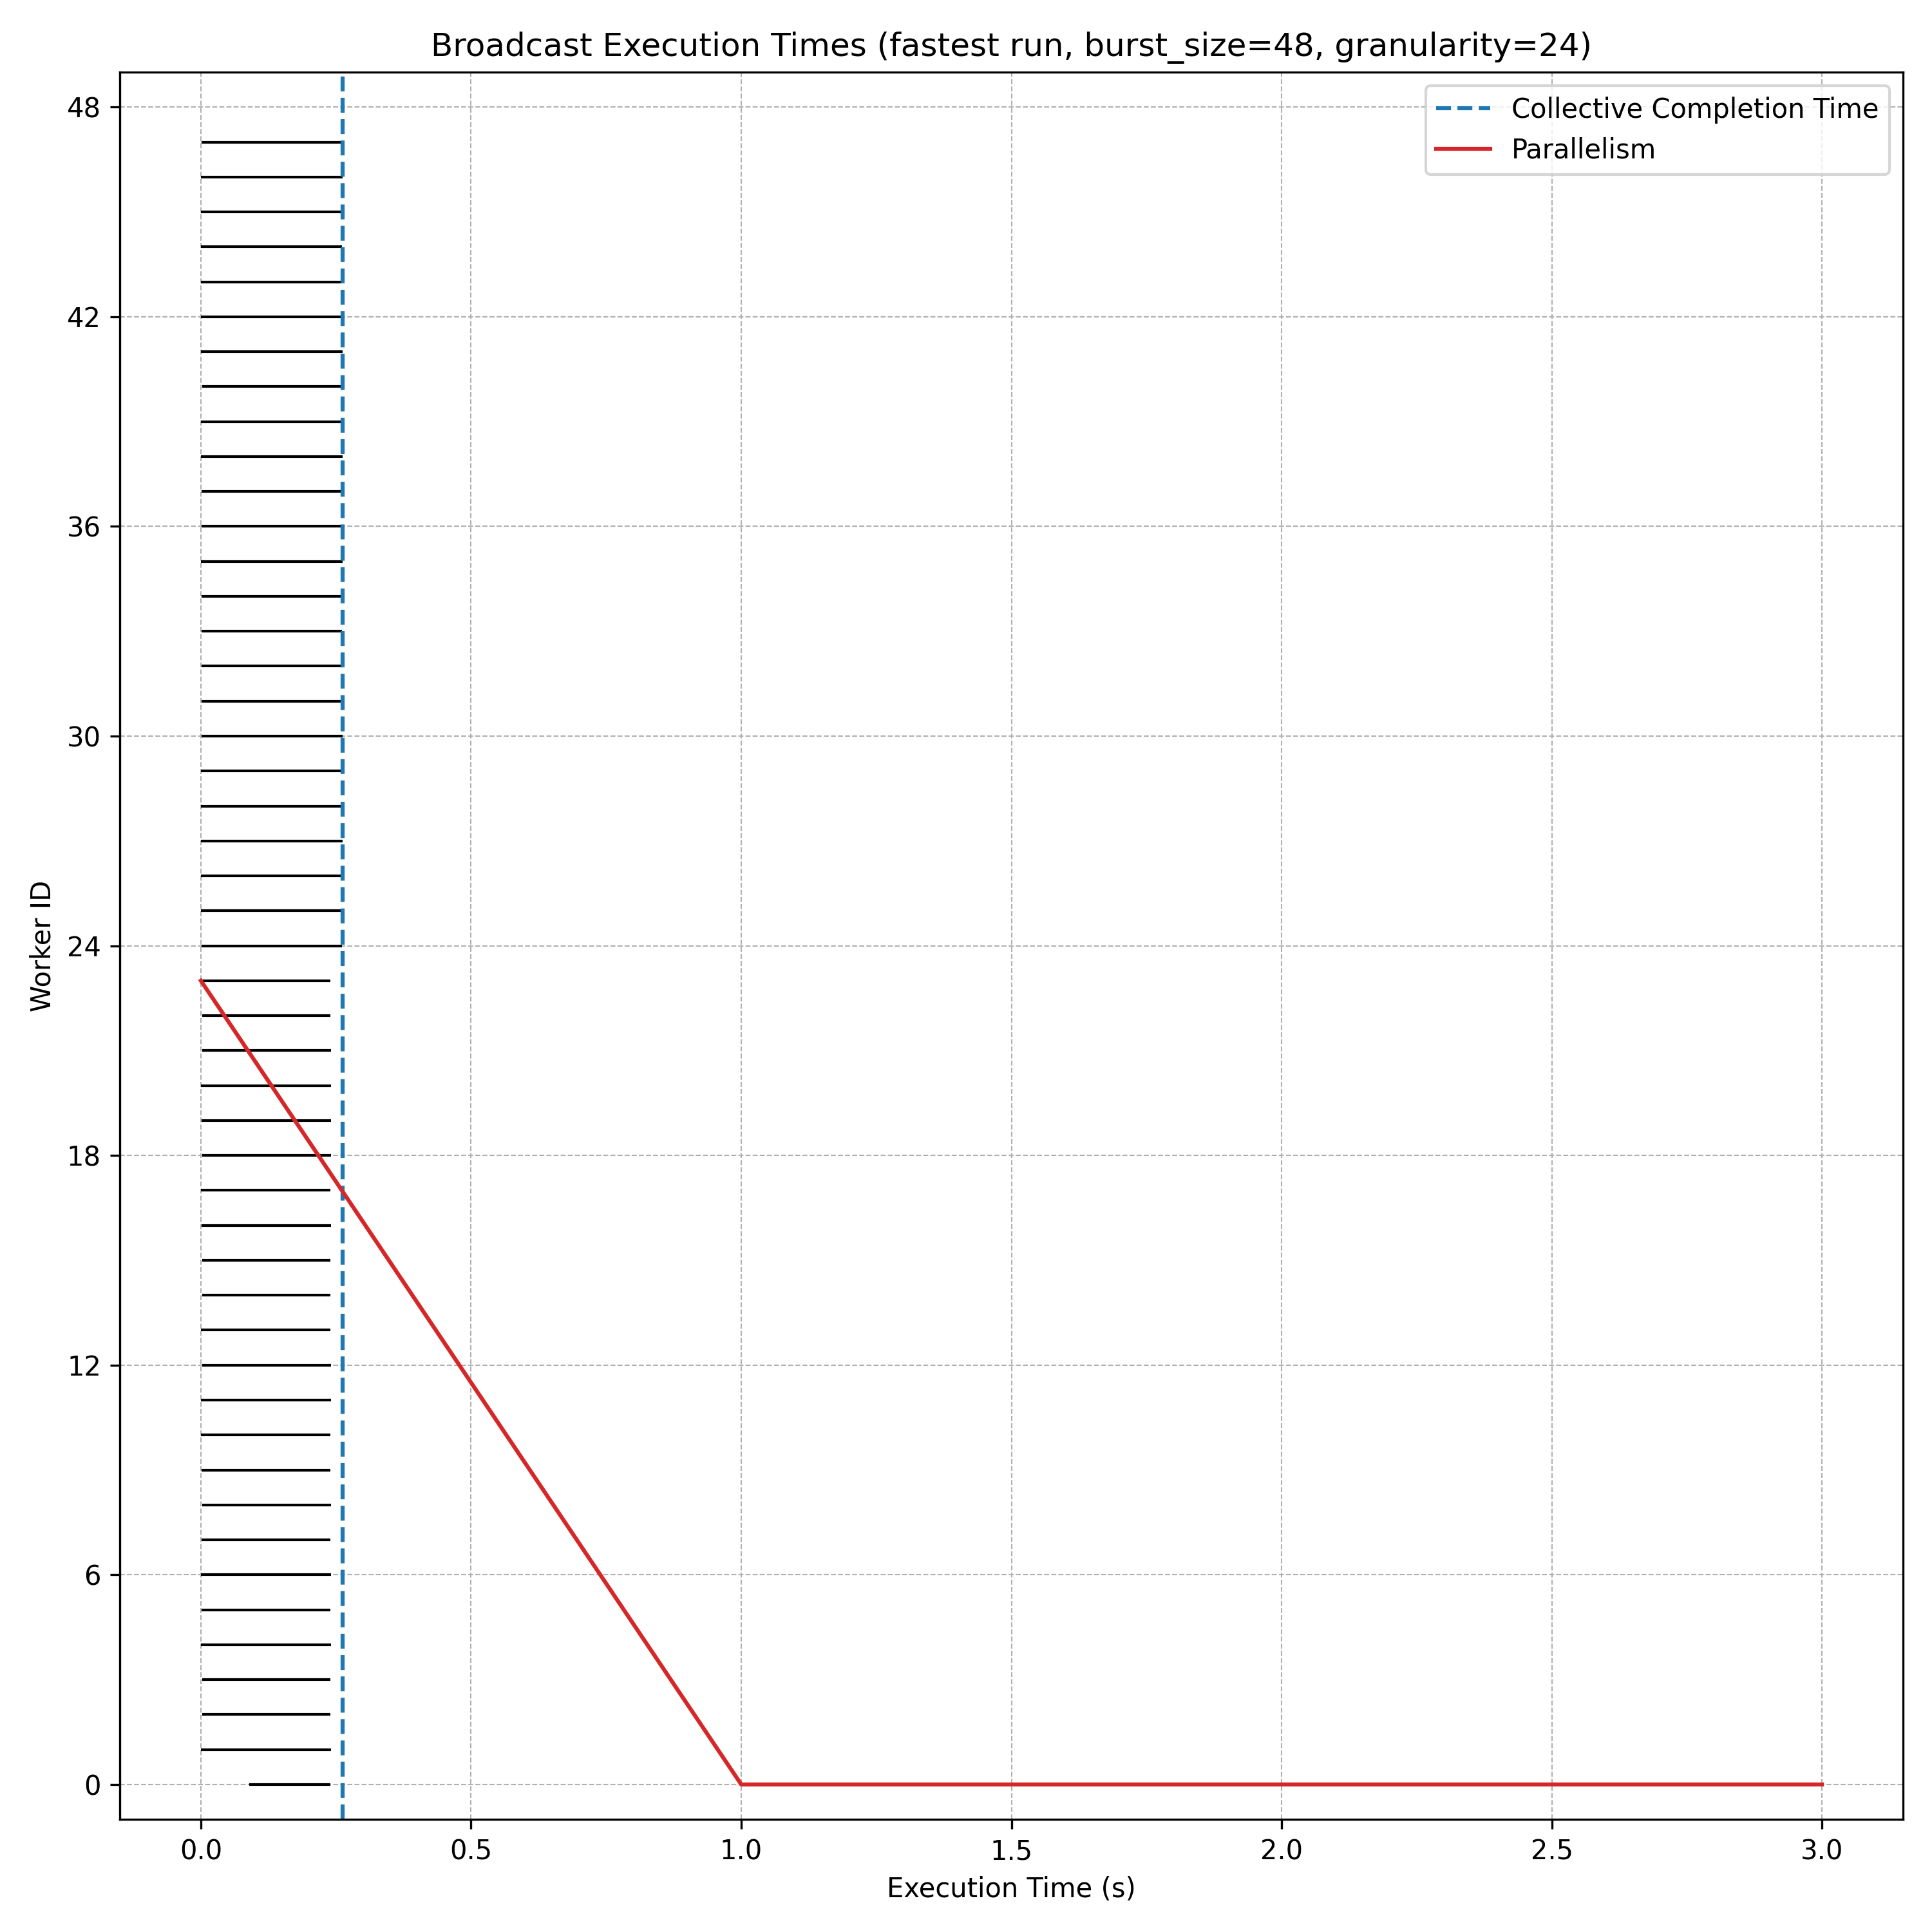 Broadcast Execution Times (fastest run, burst_size=48, granularity=24)
Collective Completion Time
Parallelism
48
42
36
30
24
18
12
6
0
Worker ID
0.0 0.5 1.0 1.5 2.0 2.5 3.0
Execution Time (s)